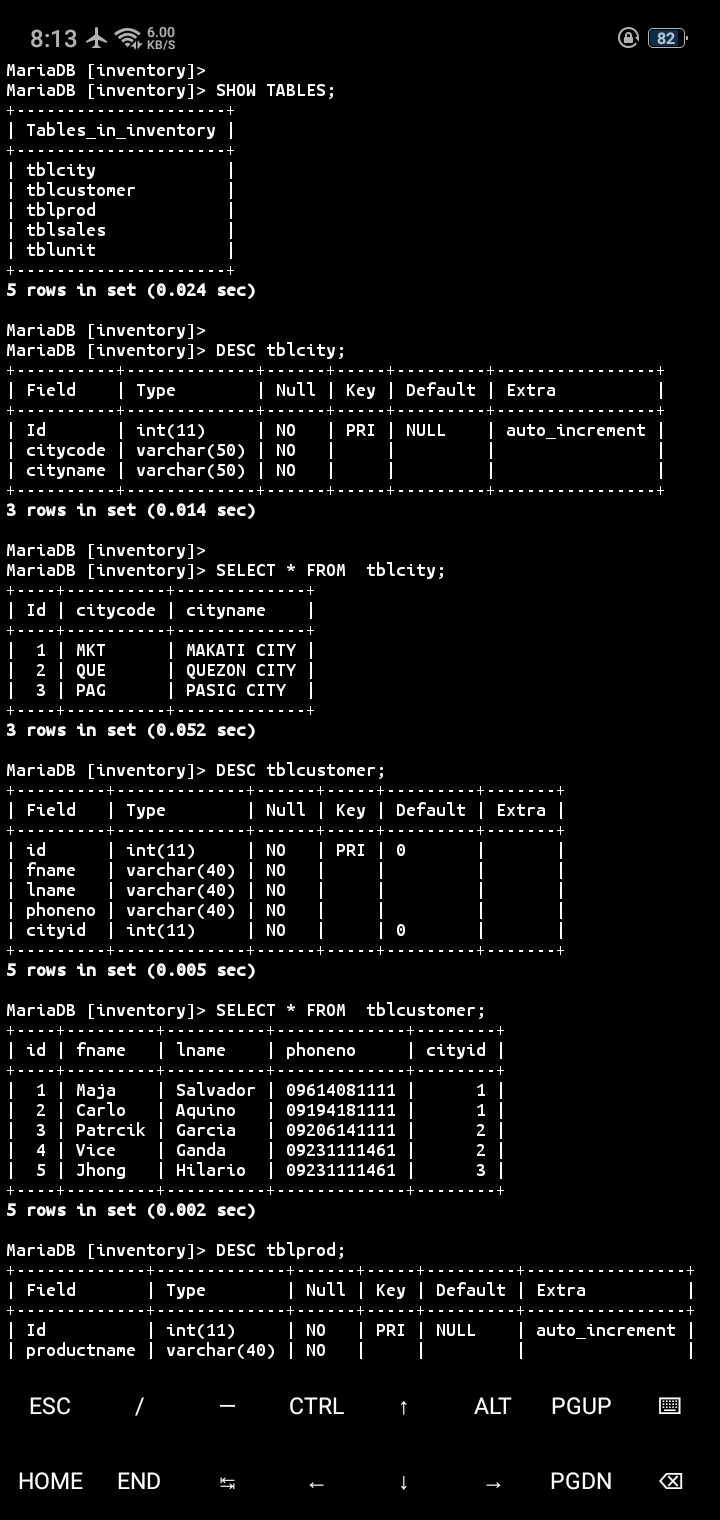 8:13 6.00 KB/S 82
MariaDB [inventory]>
MariaDB [inventory]> SHOW TABLES;
+---------------------+
| Tables_in_inventory |
+---------------------+
| tblcity             |
| tblcustomer         |
| tblprod             |
| tblsales            |
| tblunit             |
+---------------------+
5 rows in set (0.024 sec)

MariaDB [inventory]>
MariaDB [inventory]> DESC tblcity;
+----------+-------------+------+-----+---------+----------------+
| Field    | Type        | Null | Key | Default | Extra          |
+----------+-------------+------+-----+---------+----------------+
| Id       | int(11)     | NO   | PRI | NULL    | auto_increment |
| citycode | varchar(50) | NO   |     |         |                |
| cityname | varchar(50) | NO   |     |         |                |
+----------+-------------+------+-----+---------+----------------+
3 rows in set (0.014 sec)

MariaDB [inventory]>
MariaDB [inventory]> SELECT * FROM  tblcity;
+----+----------+-------------+
| Id | citycode | cityname    |
+----+----------+-------------+
|  1 | MKT      | MAKATI CITY |
|  2 | QUE      | QUEZON CITY |
|  3 | PAG      | PASIG CITY  |
+----+----------+-------------+
3 rows in set (0.052 sec)

MariaDB [inventory]> DESC tblcustomer;
+---------+-------------+------+-----+---------+-------+
| Field   | Type        | Null | Key | Default | Extra |
+---------+-------------+------+-----+---------+-------+
| id      | int(11)     | NO   | PRI | 0       |       |
| fname   | varchar(40) | NO   |     |         |       |
| lname   | varchar(40) | NO   |     |         |       |
| phoneno | varchar(40) | NO   |     |         |       |
| cityid  | int(11)     | NO   |     | 0       |       |
+---------+-------------+------+-----+---------+-------+
5 rows in set (0.005 sec)

MariaDB [inventory]> SELECT * FROM  tblcustomer;
+----+---------+----------+-------------+--------+
| id | fname   | lname    | phoneno     | cityid |
+----+---------+----------+-------------+--------+
|  1 | Maja    | Salvador | 09614081111 |      1 |
|  2 | Carlo   | Aquino   | 09194181111 |      1 |
|  3 | Patrcik | Garcia   | 09206141111 |      2 |
|  4 | Vice    | Ganda    | 09231111461 |      2 |
|  5 | Jhong   | Hilario  | 09231111461 |      3 |
+----+---------+----------+-------------+--------+
5 rows in set (0.002 sec)

MariaDB [inventory]> DESC tblprod;
+-------------+-------------+------+-----+---------+----------------+
| Field       | Type        | Null | Key | Default | Extra          |
+-------------+-------------+------+-----+---------+----------------+
| Id          | int(11)     | NO   | PRI | NULL    | auto_increment |
| productname | varchar(40) | NO   |     |         |                |
ESC / — CTRL ↑ ALT PGUP
HOME END ↹ ← ↓ → PGDN